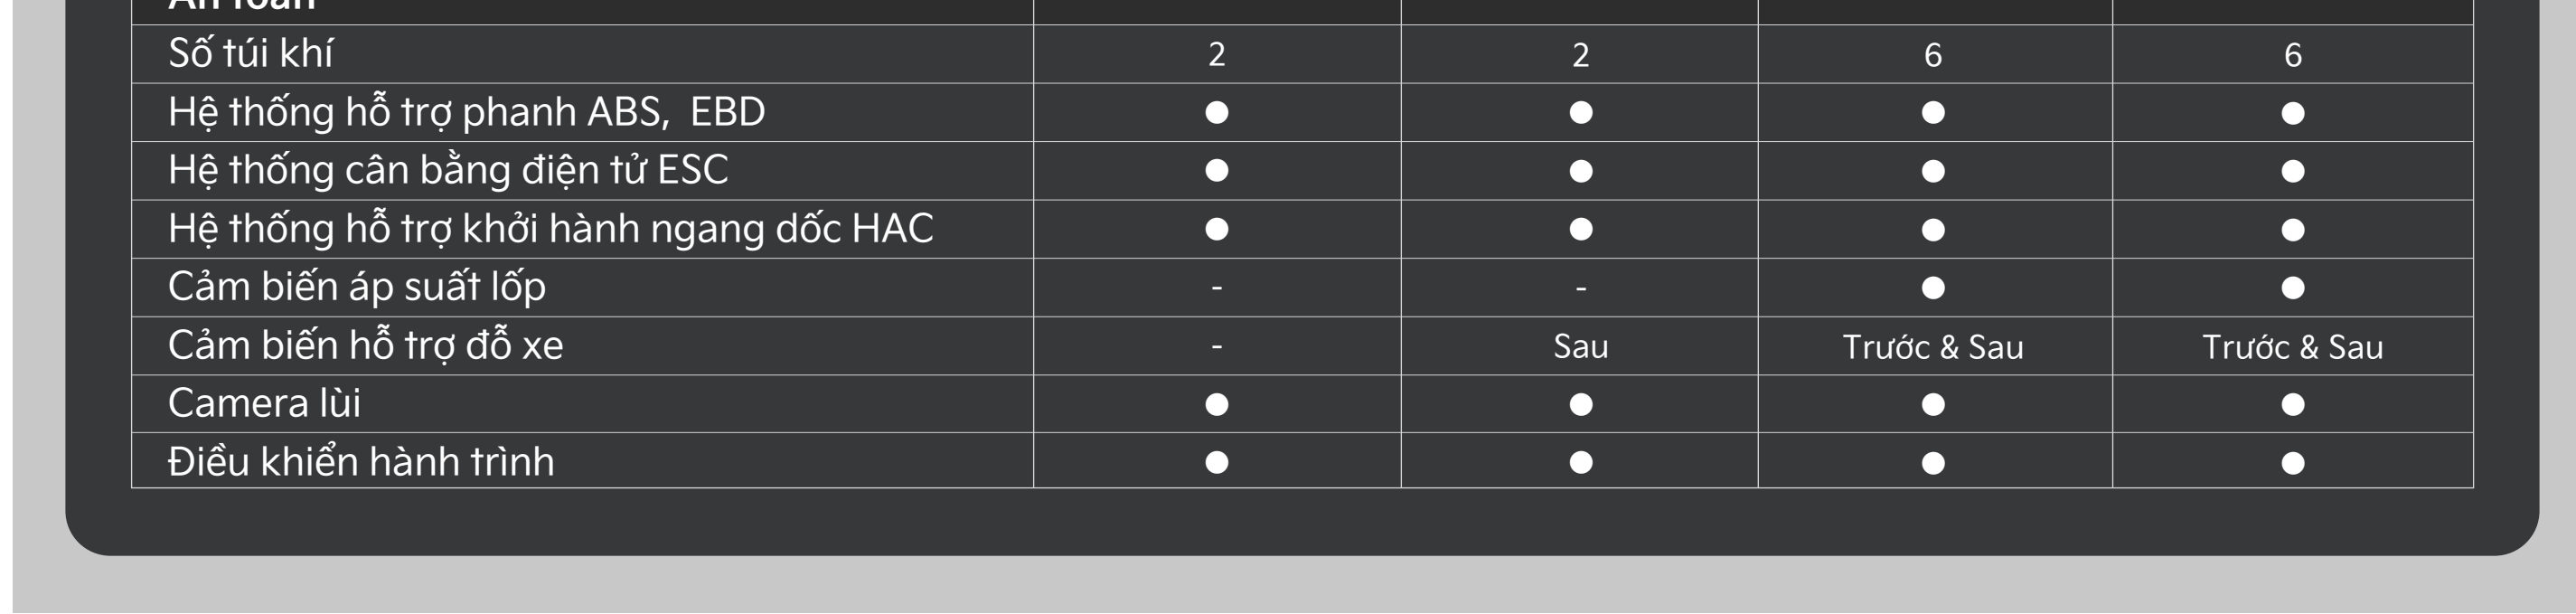 An Toàn
Số túi khí 2 2 6 6
Hệ thống hỗ trợ phanh ABS, EBD ● ● ● ●
Hệ thống cân bằng điện tử ESC ● ● ● ●
Hệ thống hỗ trợ khởi hành ngang dốc HAC ● ● ● ●
Cảm biến áp suất lốp - - ● ●
Cảm biến hỗ trợ đỗ xe - Sau Trước & Sau Trước & Sau
Camera lùi ● ● ● ●
Điều khiển hành trình ● ● ● ●